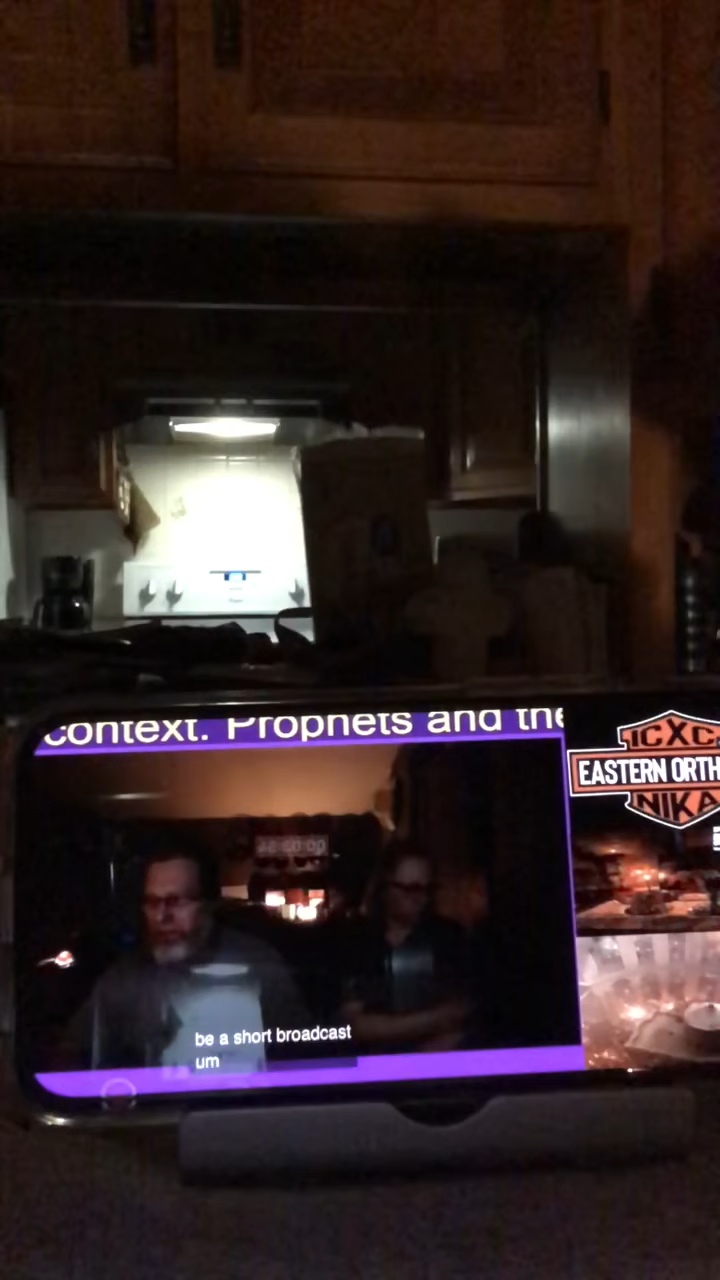 context. Prophets and the
ICXC
EASTERN ORTH
NIKA
be a short broadcast
um